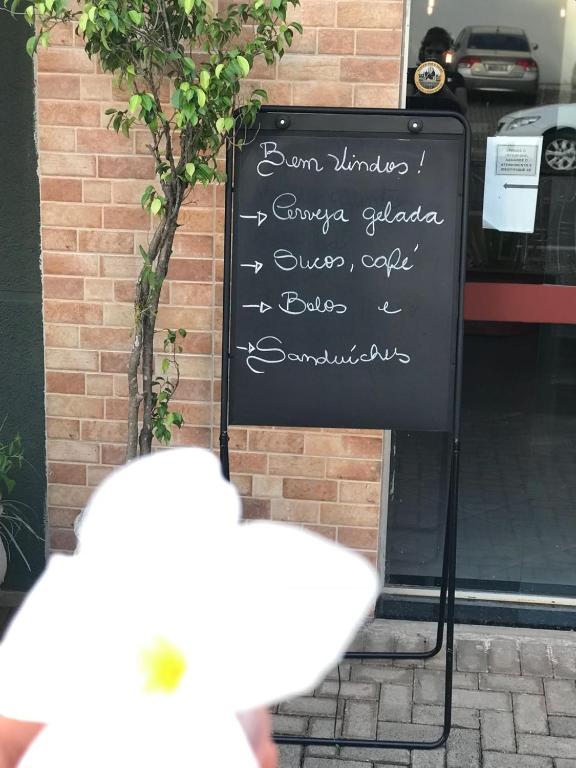 Bem Vindos!
→ Cerveja gelada
→ Sucos, café
→ Bolos e
→ Sanduíches